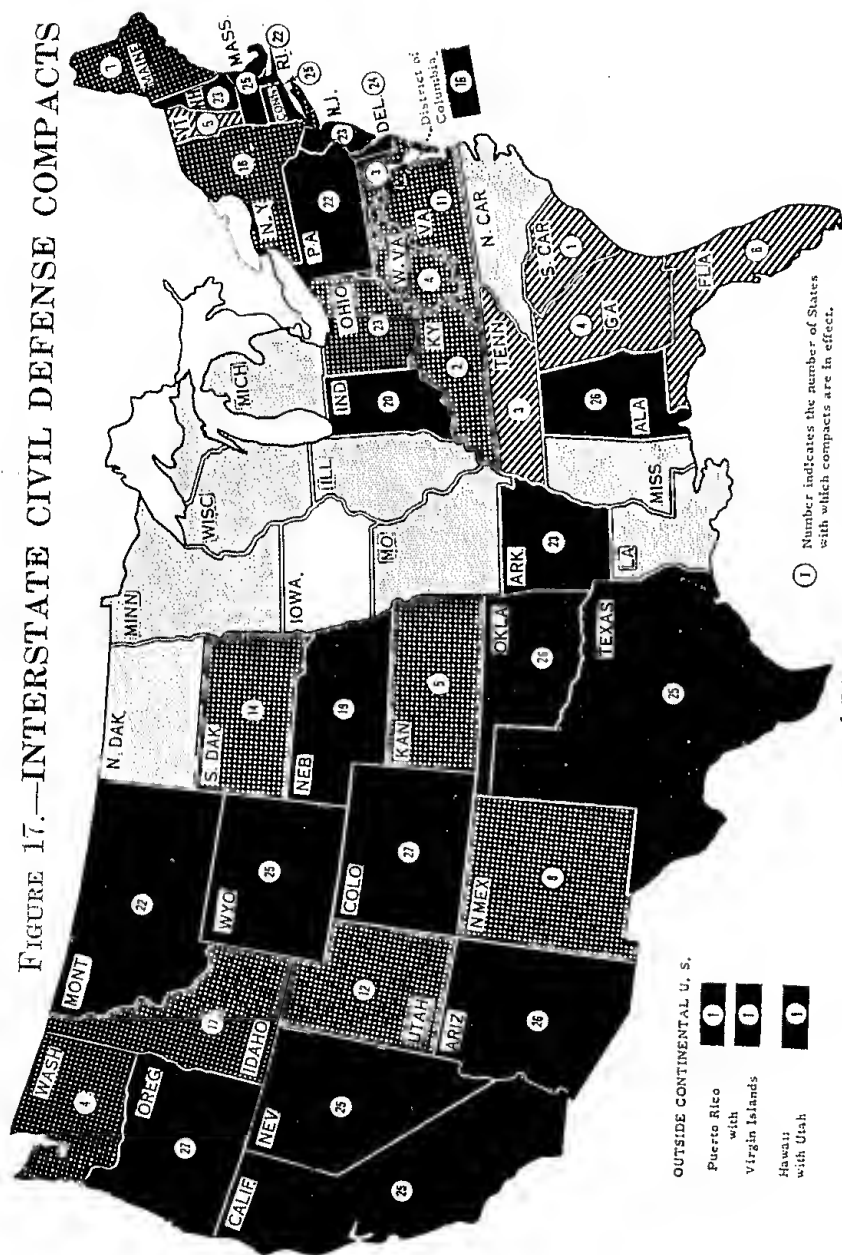 FIGURE 17.—INTERSTATE CIVIL DEFENSE COMPACTS
WASH
4
OREG
27
CALIF.
25
NEV
25
IDAHO
17
MONT
22
WYO
25
UTAH
12
COLO
27
ARIZ
26
N.MEX
8
N. DAK
S. DAK
14
NEB
19
KAN
5
OKLA
26
TEXAS
25
MINN
IOWA.
MO
ARK
23
LA
WISC
ILL
MICH
IND
20
OHIO
23
KY
2
TENN
3
MISS.
ALA
26
GA
4
FLA
6
S. CAR
1
N. CAR
VA
11
W. VA
4
3
PA
22
N. Y.
18
VT
5
NH
23
MAINE
7
MASS.
25
R.I. 22
CONN
25
N.J.
23
DEL. 24
District of
Columbia
16
OUTSIDE CONTINENTAL U. S.
Puerto Rico
1
with
Virgin Islands
1
Hawaii
with Utah
1
1 Number indicates the number of States
with which compacts are in effect.